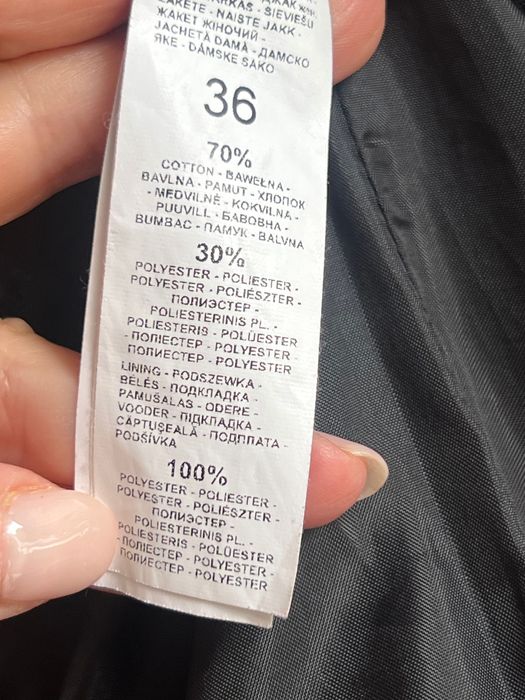 SIEVIEŠU
ŽAKETE - NAISTE JAKK -
ЖАКЕТ ЖІНОЧИЙ -
JACHETĂ DAMĂ - ДАМСКО
ЯКЕ - DÁMSKE SAKO
36
70%
COTTON - BAWEŁNA -
BAVLNA - PAMUT - ХЛОПОК
- MEDVILNĖ - KOKVILNA -
PUUVILL - БАВОВНА -
BUMBAC - ПАМУК - BALVNA
30%
POLYESTER - POLIESTER -
POLYESTER - POLIÉSZTER -
ПОЛИЭСТЕР -
POLIESTERINIS PL. -
POLIESTERIS - POLÜESTER
- ПОЛІЕСТЕР - POLYESTER -
ПОЛИЕСТЕР - POLYESTER
LINING - PODSZEWKA -
BÉLÉS - ПОДКЛАДКА -
PAMUŠALAS - ODERE -
VOODER - ПІДКЛАДКА -
CĂPTUŞEALĂ - ПОДПЛАТА -
PODŠÍVKA
100%
POLYESTER - POLIESTER -
POLYESTER - POLIÉSZTER -
ПОЛИЭСТЕР -
POLIESTERINIS PL. -
POLIESTERIS - POLÜESTER
- ПОЛІЕСТЕР - POLYESTER -
ПОЛИЕСТЕР - POLYESTER